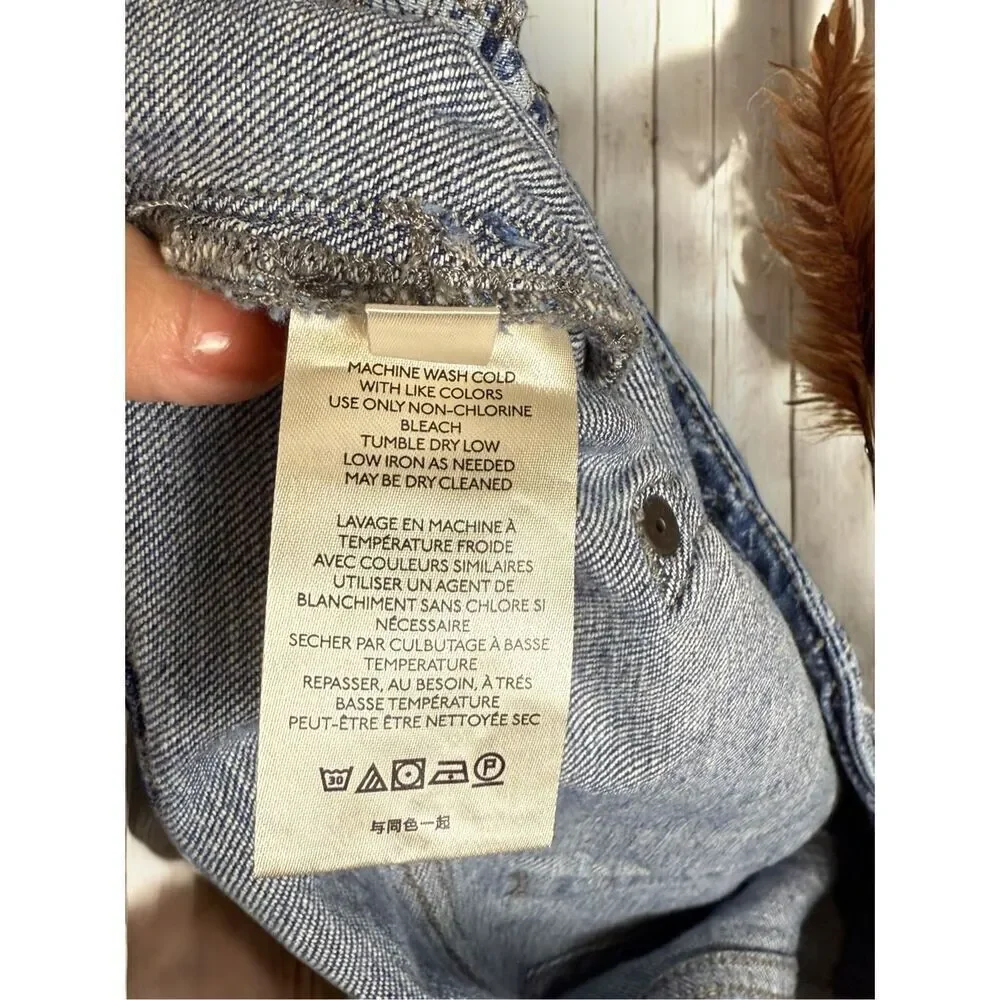 MACHINE WASH COLD
WITH LIKE COLORS
USE ONLY NON-CHLORINE
BLEACH
TUMBLE DRY LOW
LOW IRON AS NEEDED
MAY BE DRY CLEANED
LAVAGE EN MACHINE À
TEMPÉRATURE FROIDE
AVEC COULEURS SIMILAIRES
UTILISER UN AGENT DE
BLANCHIMENT SANS CHLORE SI
NÉCESSAIRE
SECHER PAR CULBUTAGE À BASSE
TEMPERATURE
REPASSER, AU BESOIN, À TRÉS
BASSE TEMPÉRATURE
PEUT-ÊTRE ÊTRE NETTOYÉE SEC
30 P
与同色一起